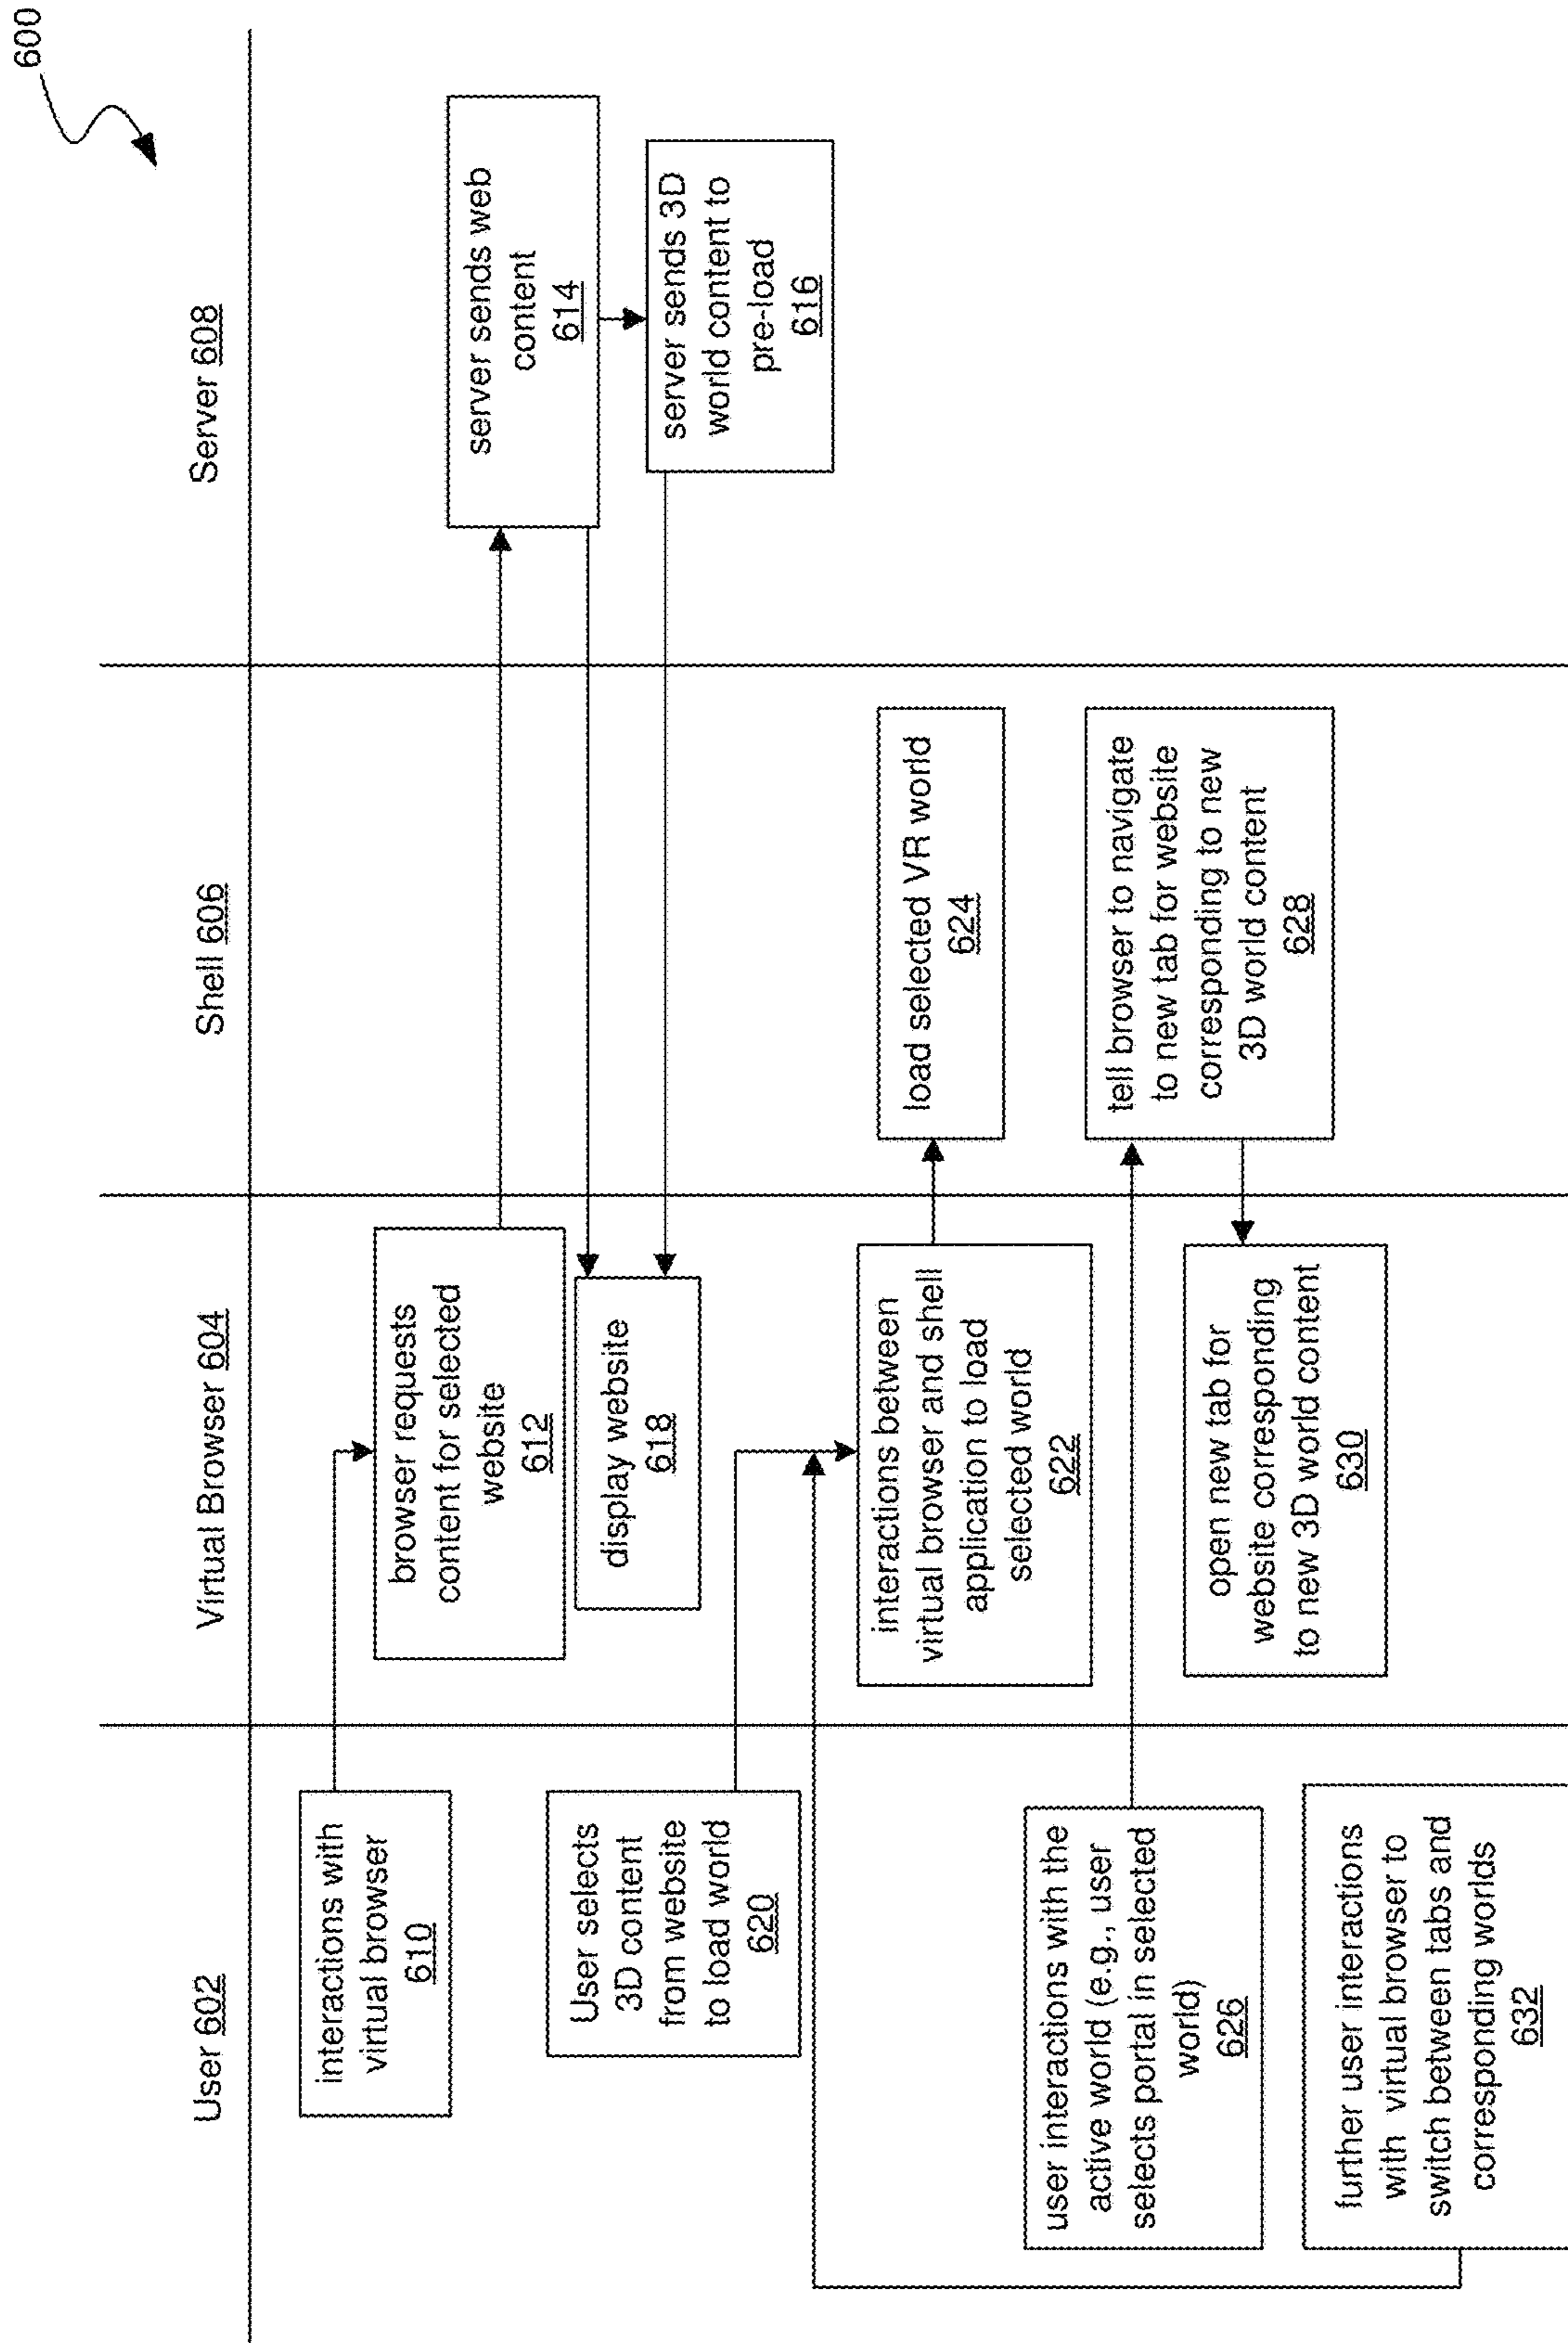 600
User 602
Virtual Browser 604
Shell 606
Server 608
interactions with
virtual browser
610
browser requests
content for selected
website
612
server sends web
content
614
server sends 3D
world content to
pre-load
616
display website
618
User selects
3D content
from website
to load world
620
interactions between
virtual browser and shell
application to load
selected world
622
load selected VR world
624
user interactions with the
active world (e.g., user
selects portal in selected
world)
626
tell browser to navigate
to new tab for website
corresponding to new
3D world content
628
open new tab for
website corresponding
to new 3D world content
630
further user interactions
with virtual browser to
switch between tabs and
corresponding worlds
632